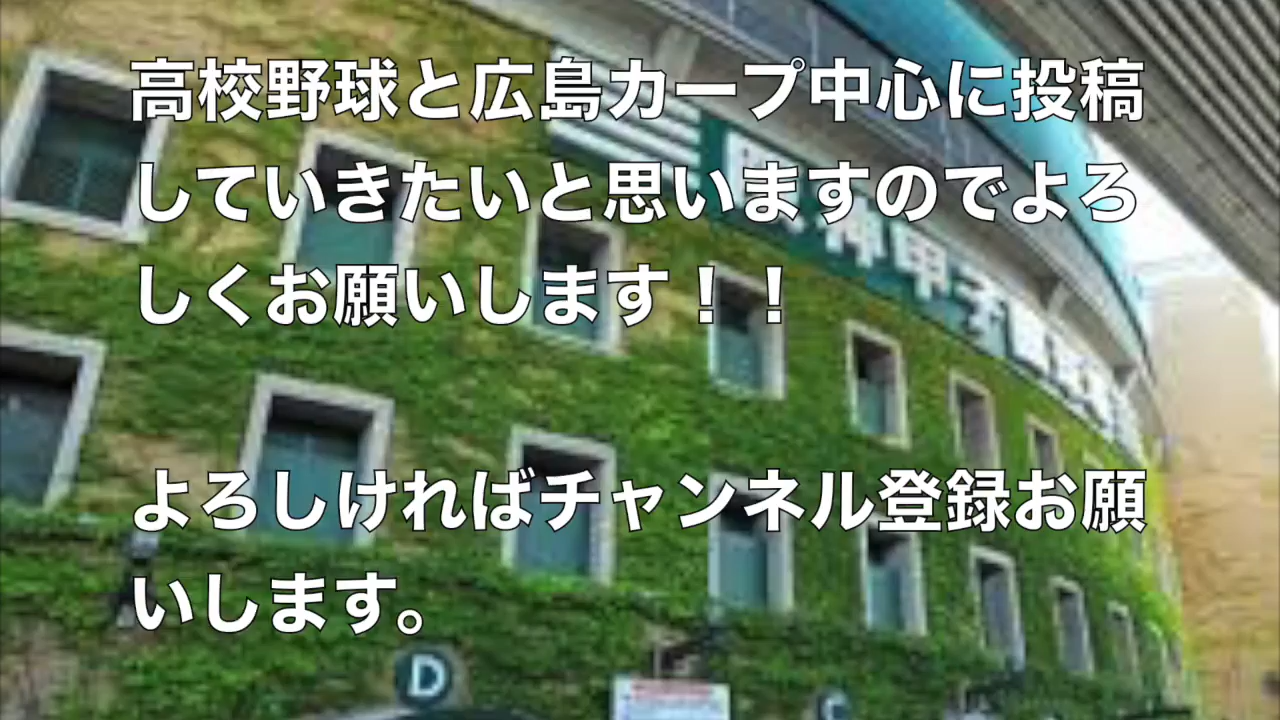 高校野球と広島カープ中心に投稿
していきたいと思いますのでよろ
しくお願いします！！
よろしければチャンネル登録お願
いします。
D
C